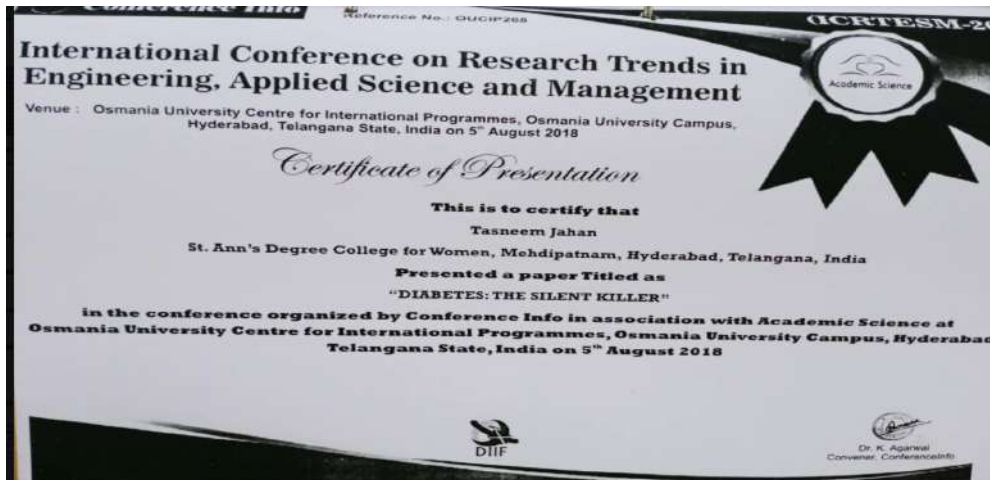 Conference Info
Reference No.: OUCIP268
(ICRTESM-20
International Conference on Research Trends in
Engineering, Applied Science and Management
Academic Science
Venue : Osmania University Centre for International Programmes, Osmania University Campus,
Hyderabad, Telangana State, India on 5th August 2018
Certificate of Presentation
This is to certify that
Tasneem Jahan
St. Ann's Degree College for Women, Mehdipatnam, Hyderabad, Telangana, India
Presented a paper Titled as
"DIABETES: THE SILENT KILLER"
in the conference organized by Conference Info in association with Academic Science at
Osmania University Centre for International Programmes, Osmania University Campus, Hyderabad
Telangana State, India on 5th August 2018
DIIF
Dr. K. Agarwal
Convener, ConferenceInfo